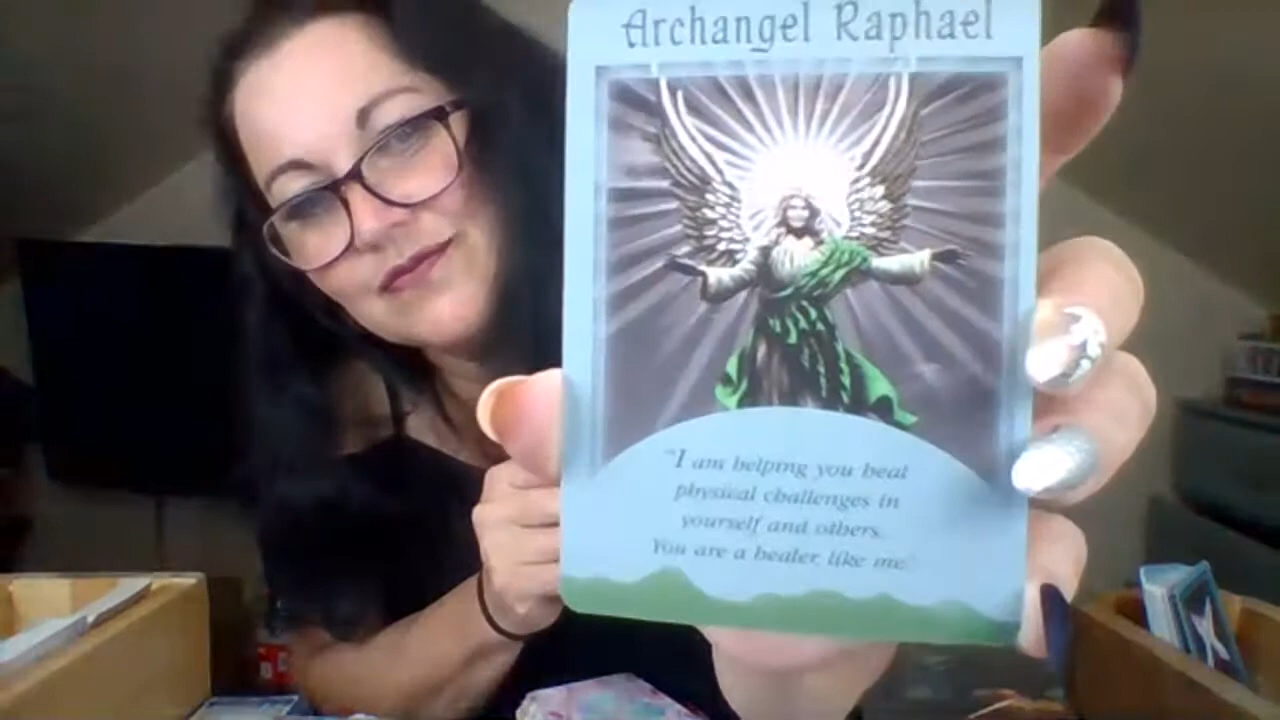 Archangel Raphael
"I am helping you heal
physical challenges in
yourself and others.
You are a healer, like me."